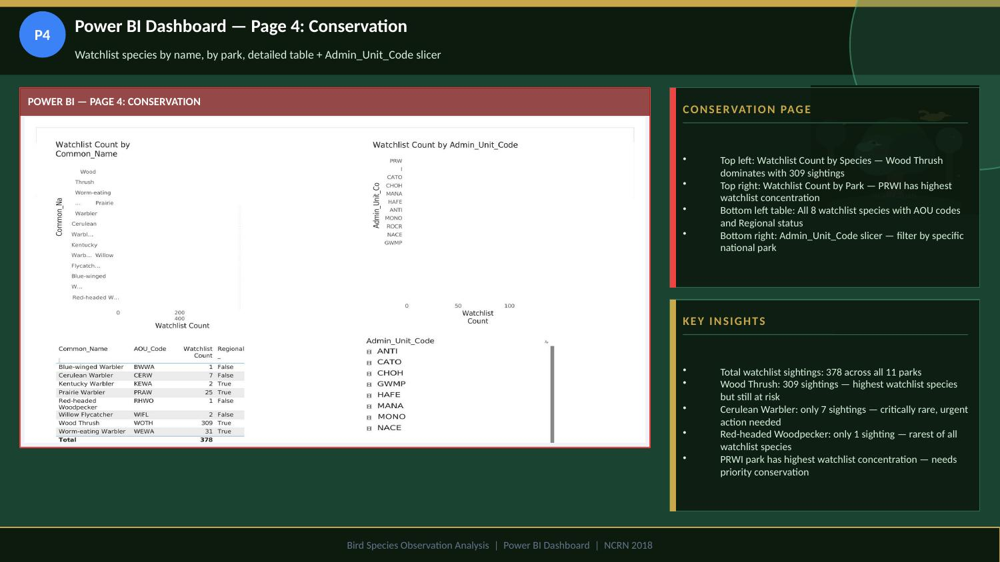 P4
Power BI Dashboard — Page 4: Conservation
Watchlist species by name, by park, detailed table + Admin_Unit_Code slicer
POWER BI — PAGE 4: CONSERVATION
Watchlist Count by
Common_Name
Common_Na
Wood
Thrush
Worm-eating
... Prairie
Warbler
Cerulean
Warbl...
Kentucky
Warb... Willow
Flycatch...
Blue-winged
W...
Red-headed W...
0 200
400
Watchlist Count
Watchlist Count by Admin_Unit_Code
Admin_Unit_Co
PRW
I
CATO
CHOH
MANA
HAFE
ANTI
MONO
ROCR
NACE
GWMP
0 50 100
Watchlist
Count
Common_Name AOU_Code Watchlist Regional
Count _
Blue-winged Warbler BWWA 1 False
Cerulean Warbler CERW 7 False
Kentucky Warbler KEWA 2 True
Prairie Warbler PRAW 25 True
Red-headed RHWO 1 False
Woodpecker
Willow Flycatcher WIFL 2 False
Wood Thrush WOTH 309 True
Worm-eating Warbler WEWA 31 True
Total 378
Admin_Unit_Code
ANTI
CATO
CHOH
GWMP
HAFE
MANA
MONO
NACE
CONSERVATION PAGE
• Top left: Watchlist Count by Species — Wood Thrush
dominates with 309 sightings
• Top right: Watchlist Count by Park — PRWI has highest
watchlist concentration
• Bottom left table: All 8 watchlist species with AOU codes
and Regional status
• Bottom right: Admin_Unit_Code slicer — filter by specific
national park
KEY INSIGHTS
• Total watchlist sightings: 378 across all 11 parks
• Wood Thrush: 309 sightings — highest watchlist species
but still at risk
• Cerulean Warbler: only 7 sightings — critically rare, urgent
action needed
• Red-headed Woodpecker: only 1 sighting — rarest of all
watchlist species
• PRWI park has highest watchlist concentration — needs
priority conservation
Bird Species Observation Analysis | Power BI Dashboard | NCRN 2018